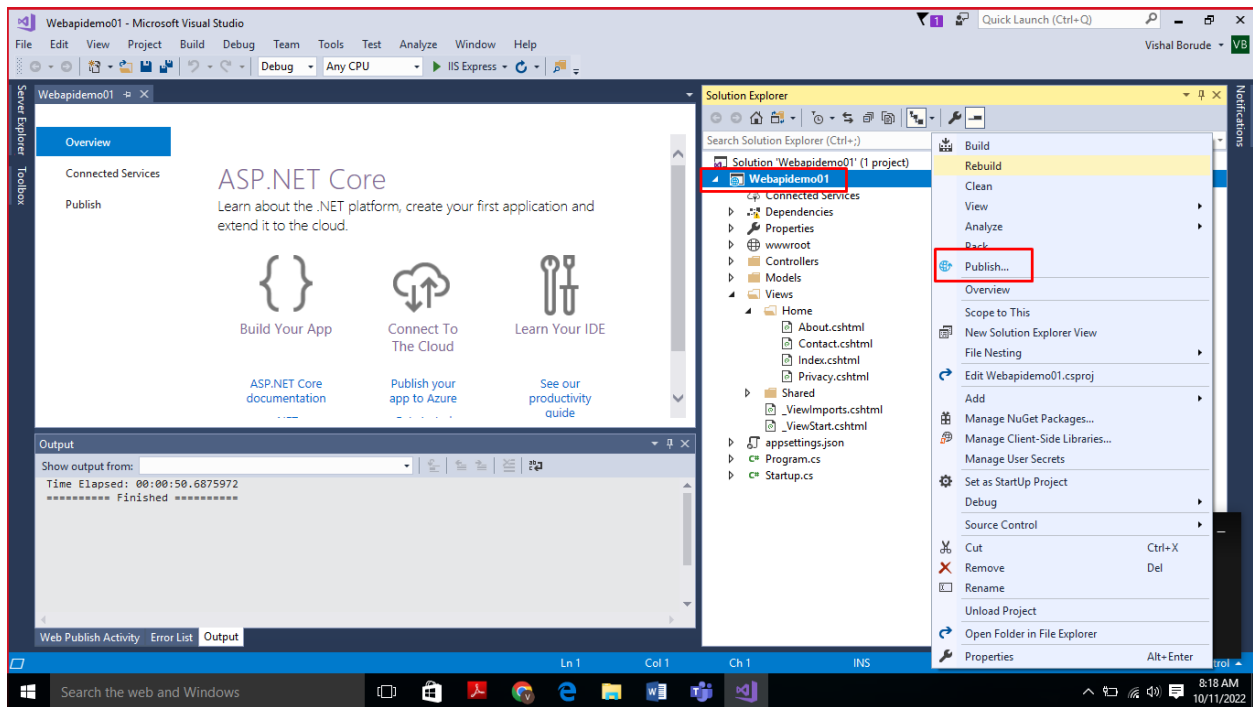 Webapidemo01 - Microsoft Visual Studio
1
Quick Launch (Ctrl+Q)
File Edit View Project Build Debug Team Tools Test Analyze Window Help
Vishal Borude
VB
Debug Any CPU IIS Express
Server Explorer
Toolbox
Webapidemo01
Overview
Connected Services
Publish
ASP.NET Core
Learn about the .NET platform, create your first application and
extend it to the cloud.
Build Your App
Connect To
The Cloud
Learn Your IDE
ASP.NET Core
documentation
Publish your
app to Azure
See our
productivity
guide
Output
Show output from:
Time Elapsed: 00:00:50.6875972
========== Finished ==========
Web Publish Activity Error List Output
Solution Explorer
Search Solution Explorer (Ctrl+;)
Solution 'Webapidemo01' (1 project)
Webapidemo01
Connected Services
Dependencies
Properties
wwwroot
Controllers
Models
Views
Home
About.cshtml
Contact.cshtml
Index.cshtml
Privacy.cshtml
Shared
_ViewImports.cshtml
_ViewStart.cshtml
appsettings.json
C# Program.cs
C# Startup.cs
Build
Rebuild
Clean
View
Analyze
Pack
Publish...
Overview
Scope to This
New Solution Explorer View
File Nesting
Edit Webapidemo01.csproj
Add
Manage NuGet Packages...
Manage Client-Side Libraries...
Manage User Secrets
Set as StartUp Project
Debug
Source Control
Cut Ctrl+X
Remove Del
Rename
Unload Project
Open Folder in File Explorer
Properties Alt+Enter
Notifications
Ln 1 Col 1 Ch 1 INS
trol
Search the web and Windows
8:18 AM
10/11/2022